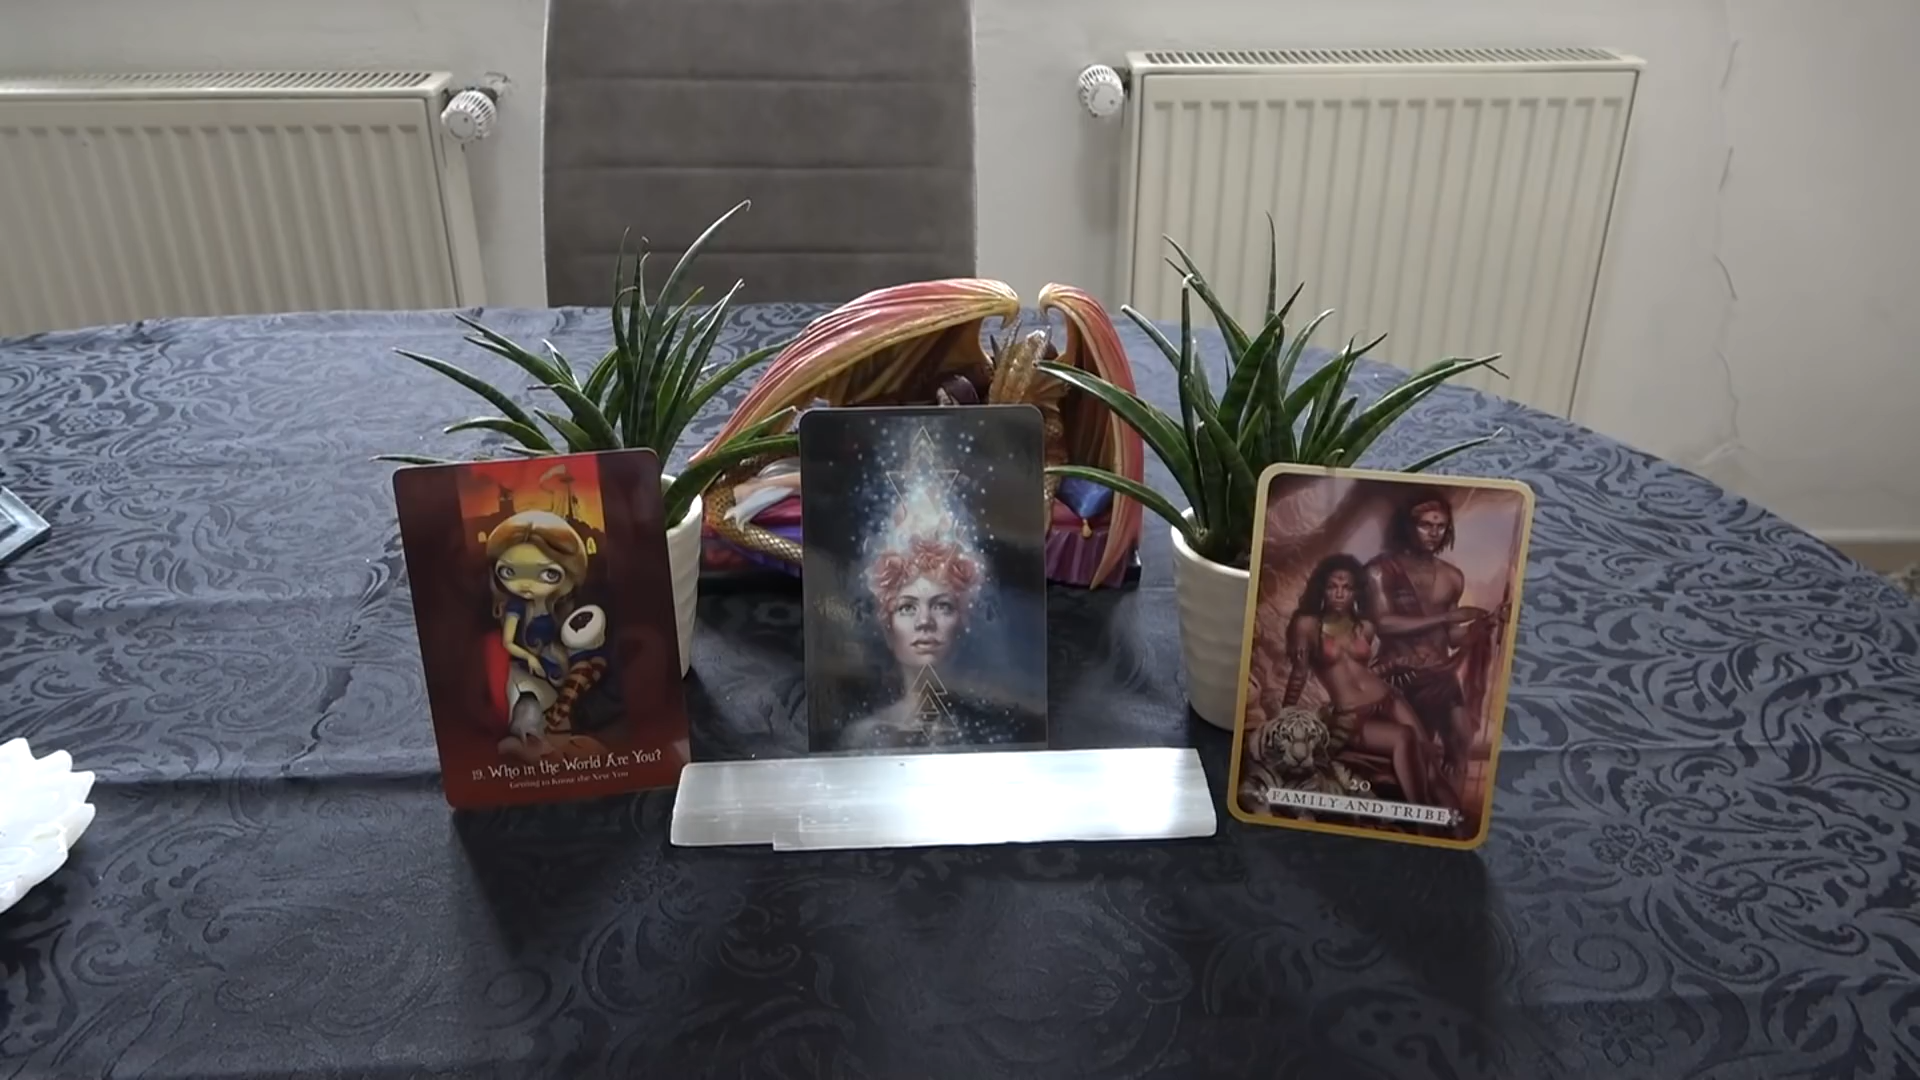 19. Who in the World Are You?
Getting to Know the New You
20
FAMILY AND TRIBE